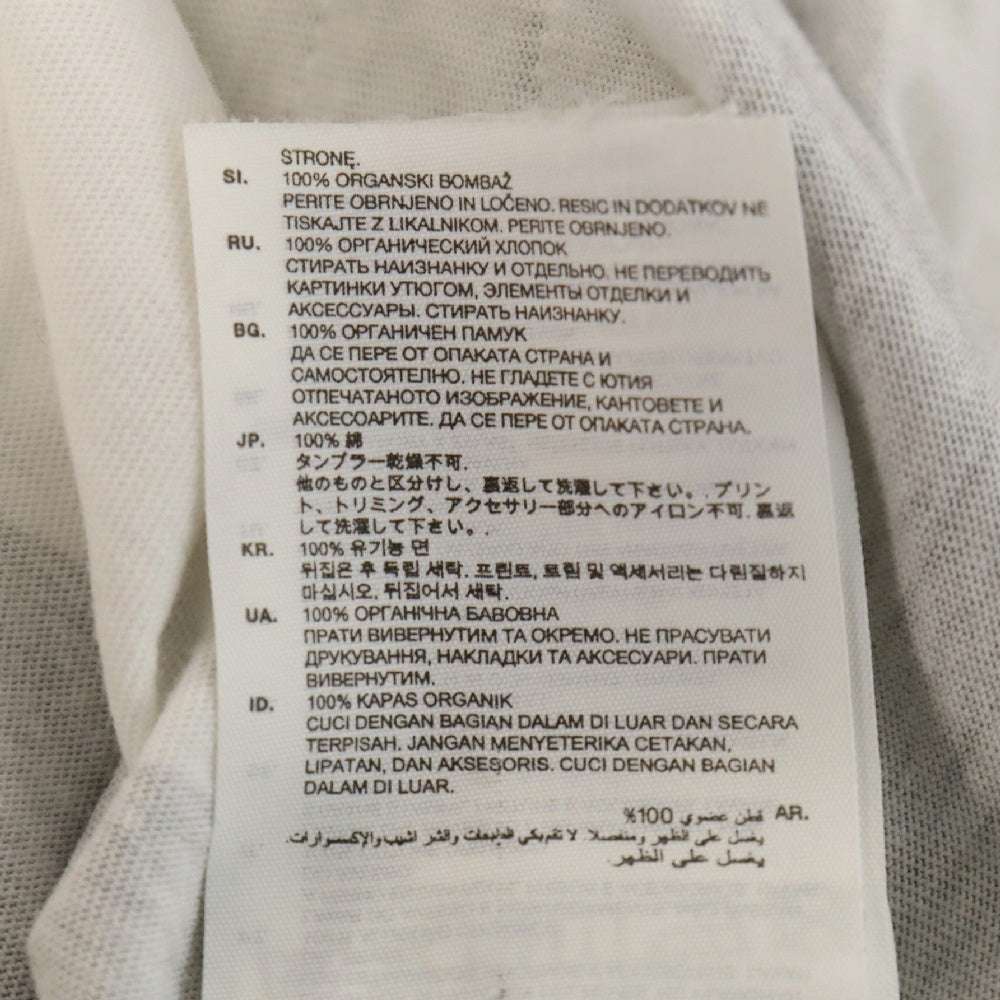 STRONĘ.
SI. 100% ORGANSKI BOMBAŽ
PERITE OBRNJENO IN LOČENO. RESIC IN DODATKOV NE
TISKAJTE Z LIKALNIKOM. PERITE OBRNJENO.
RU. 100% ОРГАНИЧЕСКИЙ ХЛОПОК
СТИРАТЬ НАИЗНАНКУ И ОТДЕЛЬНО. НЕ ПЕРЕВОДИТЬ
КАРТИНКИ УТЮГОМ, ЭЛЕМЕНТЫ ОТДЕЛКИ И
АКСЕССУАРЫ. СТИРАТЬ НАИЗНАНКУ.
BG. 100% ОРГАНИЧЕН ПАМУК
ДА СЕ ПЕРЕ ОТ ОПАКАТА СТРАНА И
САМОСТОЯТЕЛНО. НЕ ГЛАДЕТЕ С ЮТИЯ
ОТПЕЧАТАНОТО ИЗОБРАЖЕНИЕ, КАНТОВЕТЕ И
АКСЕСОАРИТЕ. ДА СЕ ПЕРЕ ОТ ОПАКАТА СТРАНА.
JP. 100% 綿
タンブラー乾燥不可.
他のものと区分けし、裏返して洗濯して下さい。. プリン
ト、トリミング、アクセサリー部分へのアイロン不可. 裏返
して洗濯して下さい。.
KR. 100% 유기농 면
뒤집은 후 독립 세탁. 프린트, 트림 및 액세서리는 다림질하지
마십시오. 뒤집어서 세탁.
UA. 100% ОРГАНІЧНА БАВОВНА
ПРАТИ ВИВЕРНУТИМ ТА ОКРЕМО. НЕ ПРАСУВАТИ
ДРУКУВАННЯ, НАКЛАДКИ ТА АКСЕСУАРИ. ПРАТИ
ВИВЕРНУТИМ.
ID. 100% KAPAS ORGANIK
CUCI DENGAN BAGIAN DALAM DI LUAR DAN SECARA
TERPISAH. JANGAN MENYETERIKA CETAKAN,
LIPATAN, DAN AKSESORIS. CUCI DENGAN BAGIAN
DALAM DI LUAR.
AR. قطن عضوي 100%
يغسل على الظهر ومنفصلا. لا تقم بكي الطابعات والشرائيب والإكسسوارات.
يغسل على الظهر.